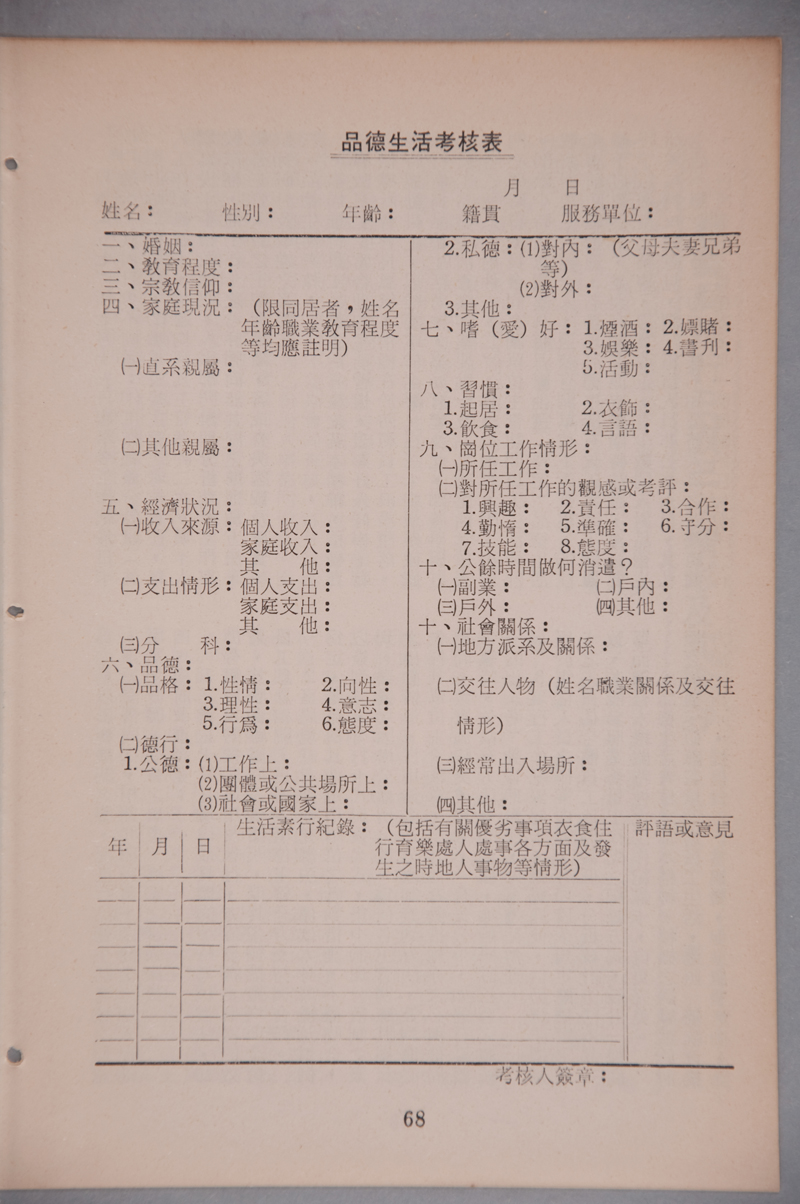 品德生活考核表
月　　日
姓名：　　性別：　　年齡：　　籍貫　　服務單位：
一、婚姻：
二、教育程度：
三、宗教信仰：
四、家庭現況：（限同居者，姓名
年齡職業教育程度
等均應註明）
㈠直系親屬：
㈡其他親屬：
五、經濟狀況：
㈠收入來源：個人收入：
家庭收入：
其　　他：
㈡支出情形：個人支出：
家庭支出：
其　　他：
㈢分　　科：
六、品德：
㈠品格：1.性情：　　2.向性：
3.理性：　　4.意志：
5.行爲：　　6.態度：
㈡德行：
1.公德：⑴工作上：
⑵團體或公共場所上：
⑶社會或國家上：
2.私德：⑴對內：（父母夫妻兄弟
等）
⑵對外：
3.其他：
七、嗜（愛）好：1.煙酒：2.嫖賭：
3.娛樂：4.書刋：
5.活動：
八、習慣：
1.起居：　　2.衣飾：
3.飲食：　　4.言語：
九、崗位工作情形：
㈠所任工作：
㈡對所任工作的觀感或考評：
1.興趣：　2.責任：　3.合作：
4.勤惰：　5.準確：　6.守分：
7.技能：　8.態度：
十、公餘時間做何消遣？
㈠副業：　　㈡戶內：
㈢戶外：　　㈣其他：
十、社會關係：
㈠地方派系及關係：
㈡交往人物（姓名職業關係及交往
情形）
㈢經常出入場所：
㈣其他：
年　月　日
生活素行紀錄：（包括有關優劣事項衣食住
行育樂處人處事各方面及發
生之時地人事物等情形）
評語或意見
考核人簽章：
68